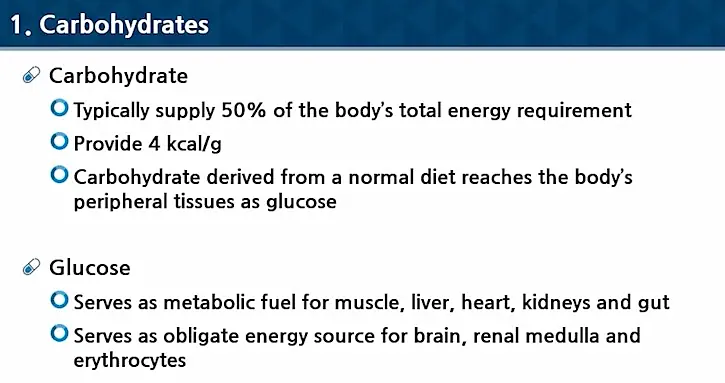 1. Carbohydrates
Carbohydrate
Typically supply 50% of the body's total energy requirement
Provide 4 kcal/g
Carbohydrate derived from a normal diet reaches the body's
peripheral tissues as glucose
Glucose
Serves as metabolic fuel for muscle, liver, heart, kidneys and gut
Serves as obligate energy source for brain, renal medulla and
erythrocytes